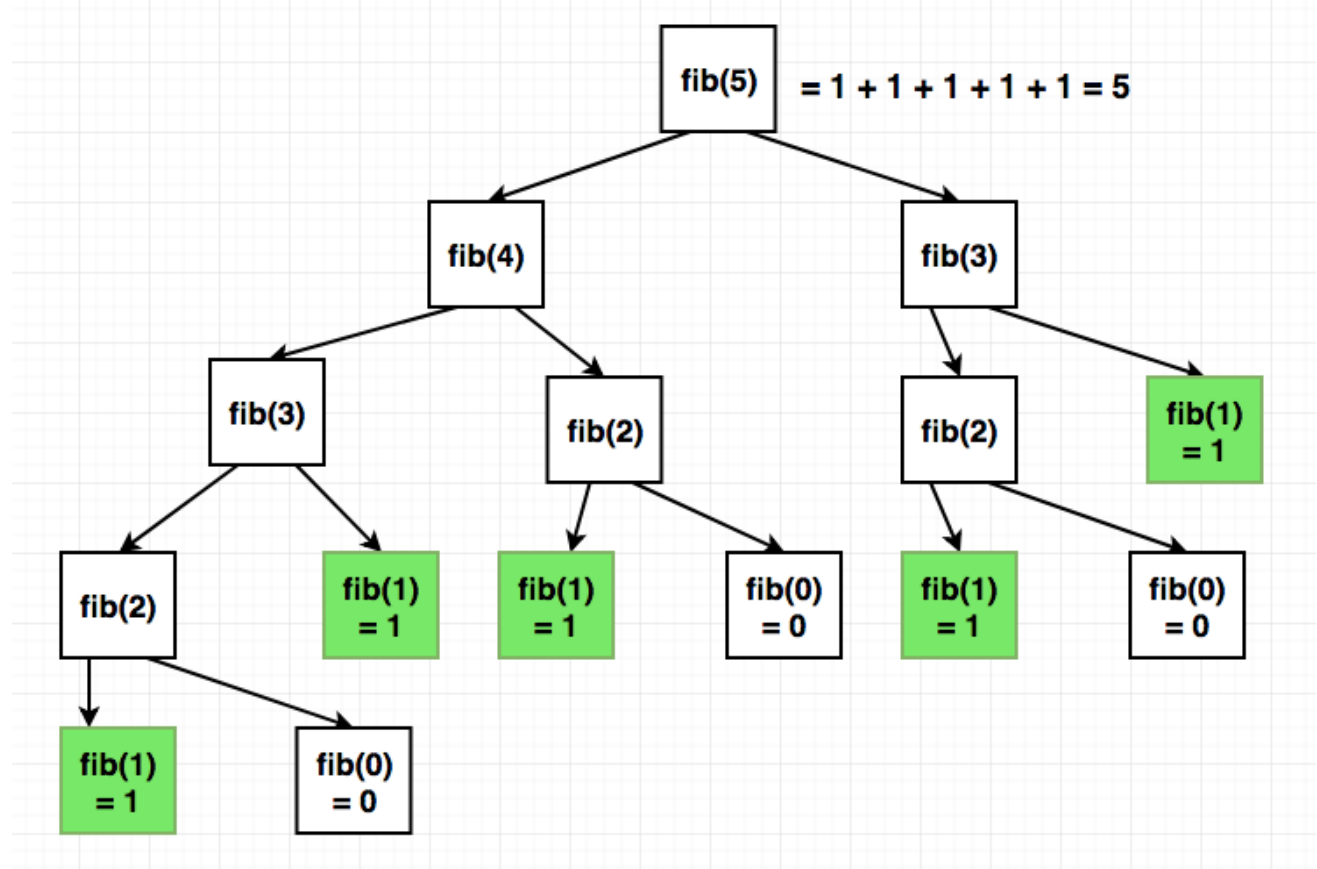 fib(5)
= 1 + 1 + 1 + 1 + 1 = 5
fib(4)
fib(3)
fib(3)
fib(2)
fib(2)
fib(1)
= 1
fib(2)
fib(1)
= 1
fib(1)
= 1
fib(0)
= 0
fib(1)
= 1
fib(0)
= 0
fib(1)
= 1
fib(0)
= 0